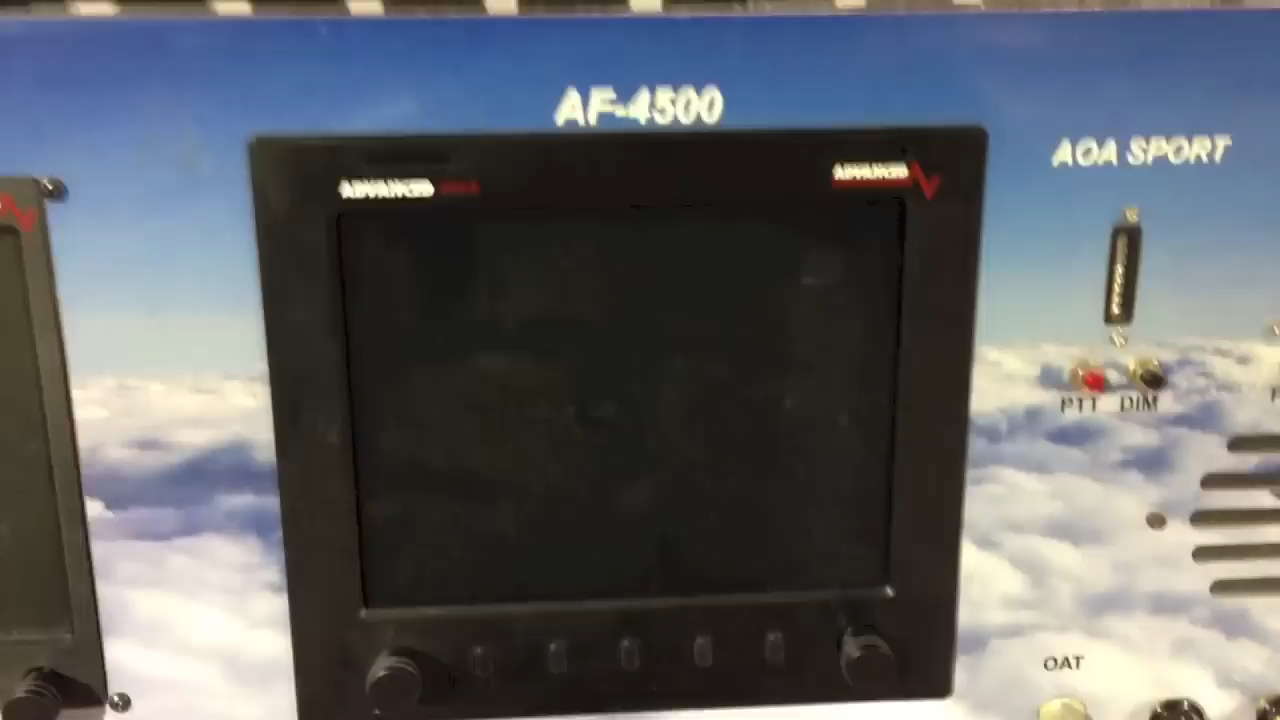 AF-4500
ADVANCED
ADVANCED
AOA SPORT
PTT DIM
OAT